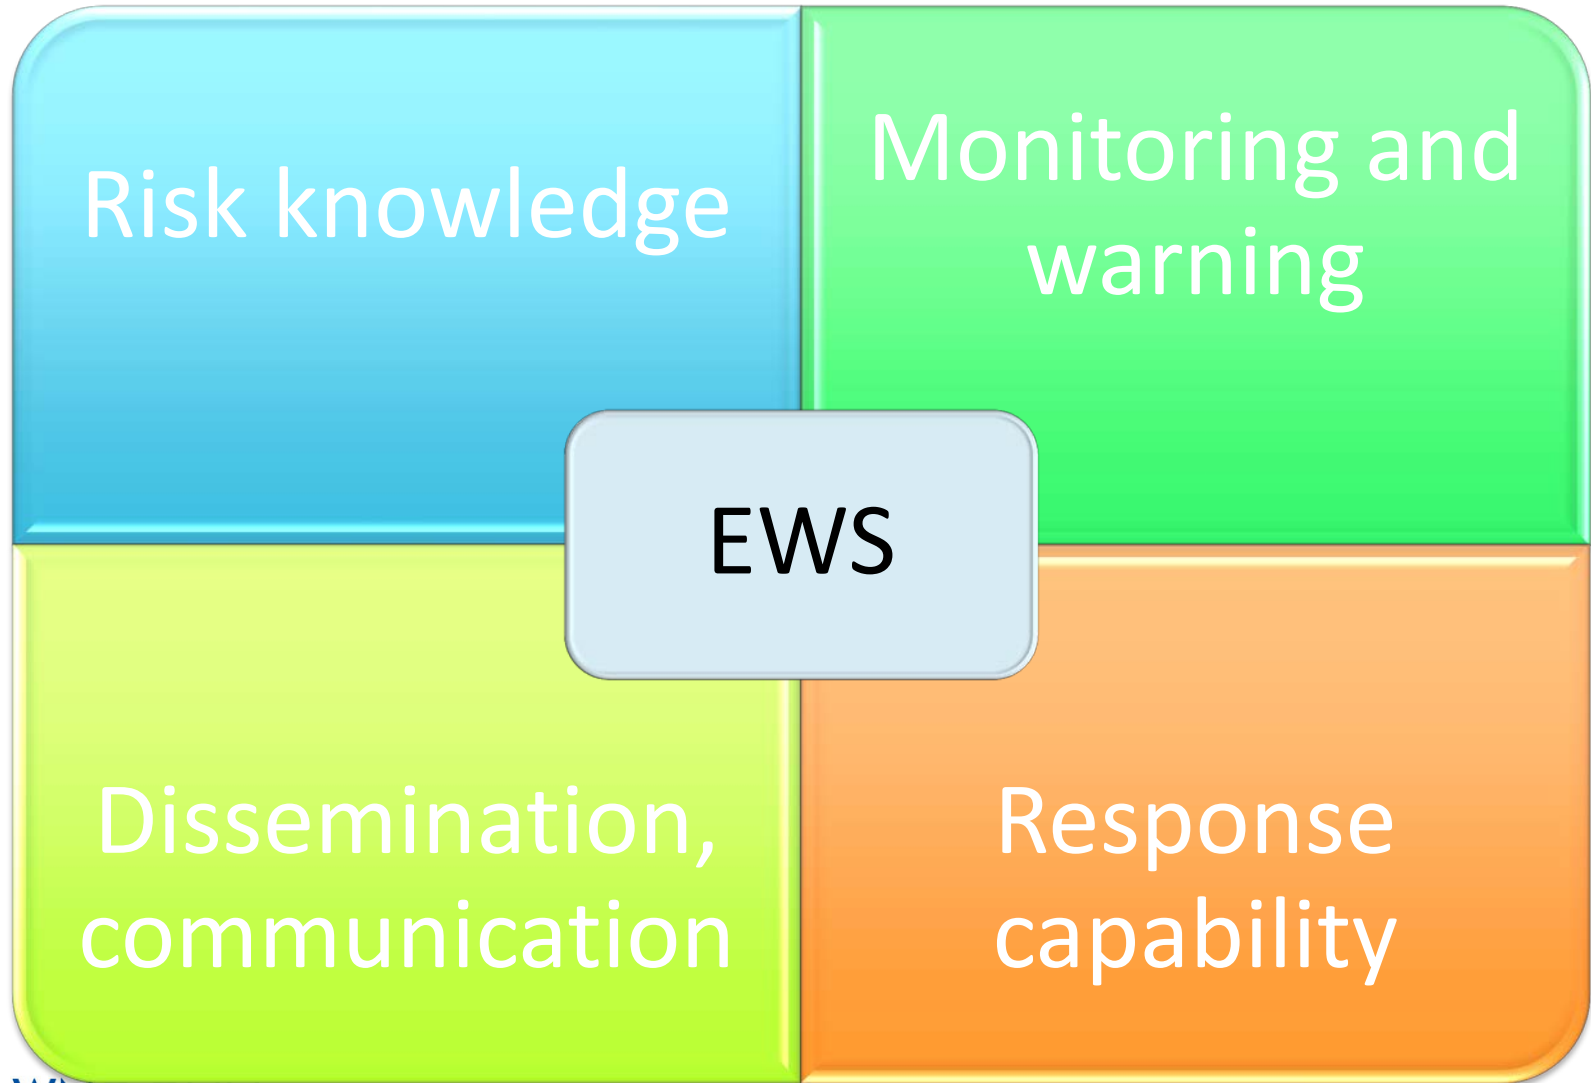 Risk knowledge
Monitoring and
warning
EWS
Dissemination,
communication
Response
capability